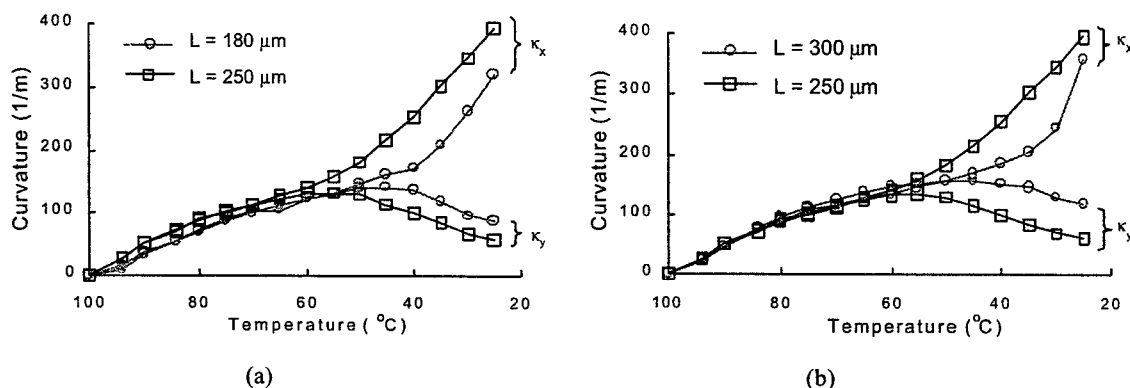 400
300
200
100
0
Curvature (1/m)
L = 180 μm
L = 250 μm
κx
κy
100 80 60 40 20
Temperature ( °C)
(a)
400
300
200
100
0
Curvature (1/m)
L = 300 μm
L = 250 μm
κx
κy
100 80 60 40 20
Temperature ( °C)
(b)